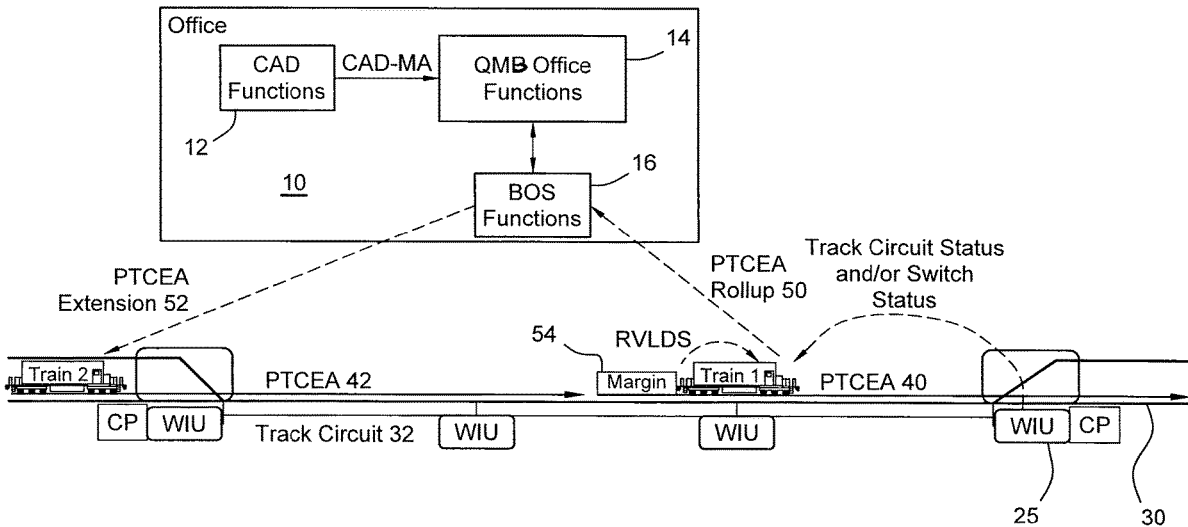 Office
CAD
Functions
12
CAD-MA
QMB Office
Functions
14
10
BOS
Functions
16
PTCEA
Extension 52
PTCEA
Rollup 50
Track Circuit Status
and/or Switch
Status
54
RVLDS
Train 2
PTCEA 42
Margin
Train 1
PTCEA 40
CP
WIU
Track Circuit 32
WIU
WIU
WIU
CP
25
30